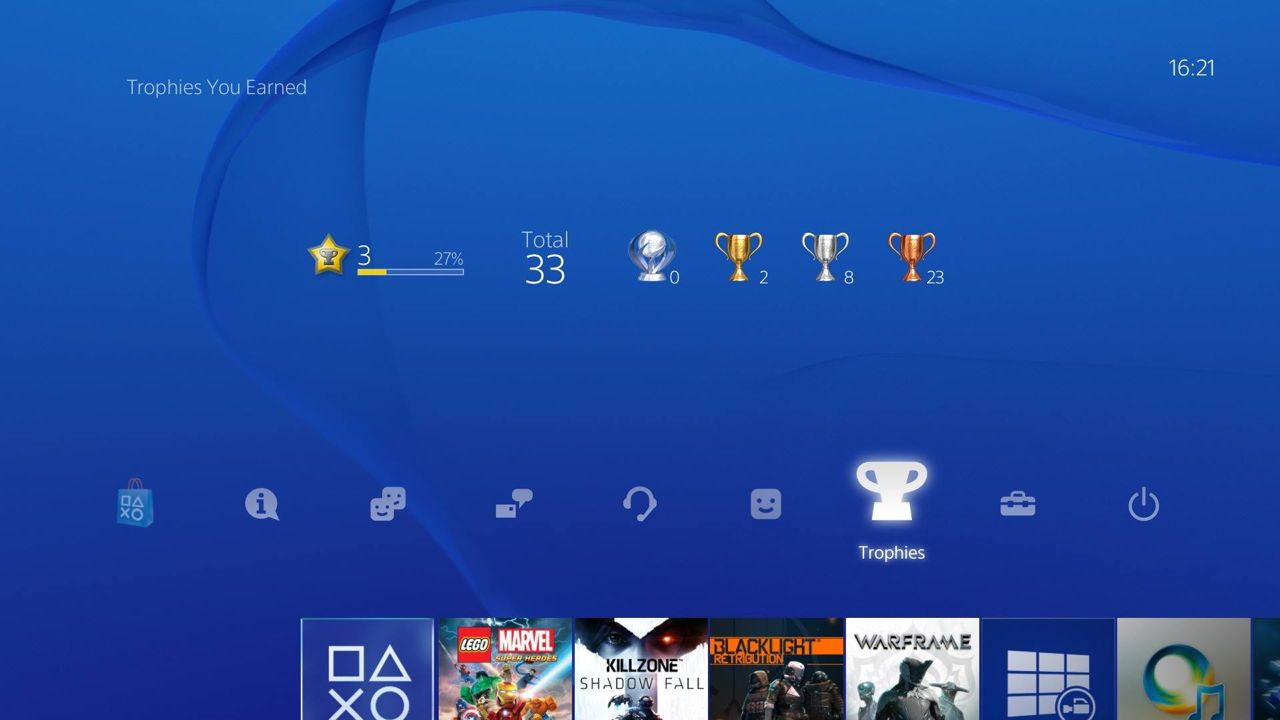 16:21
Trophies You Earned
3
27%
Total
33
0
2
8
23
Trophies
LEGO MARVEL
SUPER HEROES
KILLZONE
SHADOW FALL
BLACKLIGHT
RETRIBUTION
WARFRAME